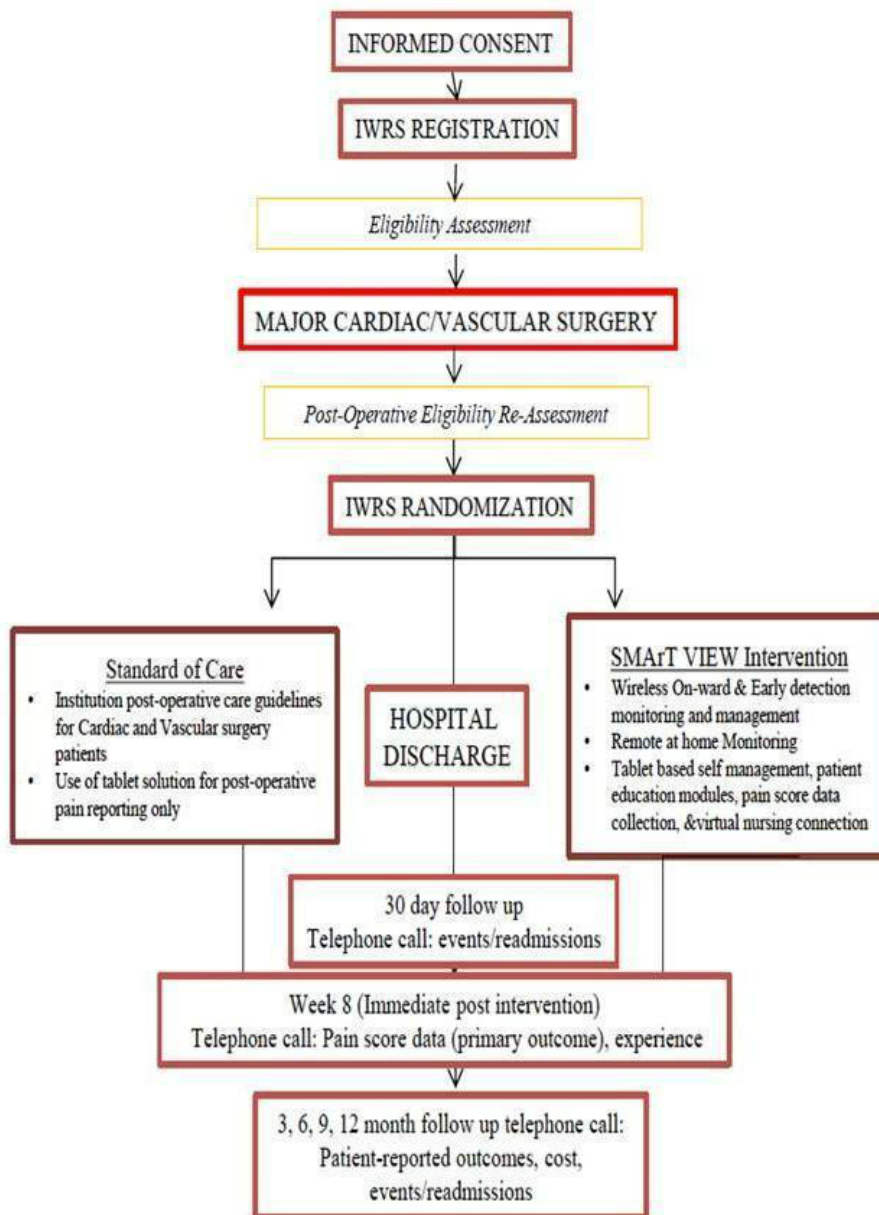 INFORMED CONSENT
IWRS REGISTRATION
Eligibility Assessment
MAJOR CARDIAC/VASCULAR SURGERY
Post-Operative Eligibility Re-Assessment
IWRS RANDOMIZATION
Standard of Care
• Institution post-operative care guidelines
for Cardiac and Vascular surgery
patients
• Use of tablet solution for post-operative
pain reporting only
HOSPITAL
DISCHARGE
SMArT VIEW Intervention
• Wireless On-ward & Early detection
monitoring and management
• Remote at home Monitoring
• Tablet based self management, patient
education modules, pain score data
collection, &virtual nursing connection
30 day follow up
Telephone call: events/readmissions
Week 8 (Immediate post intervention)
Telephone call: Pain score data (primary outcome), experience
3, 6, 9, 12 month follow up telephone call:
Patient-reported outcomes, cost,
events/readmissions